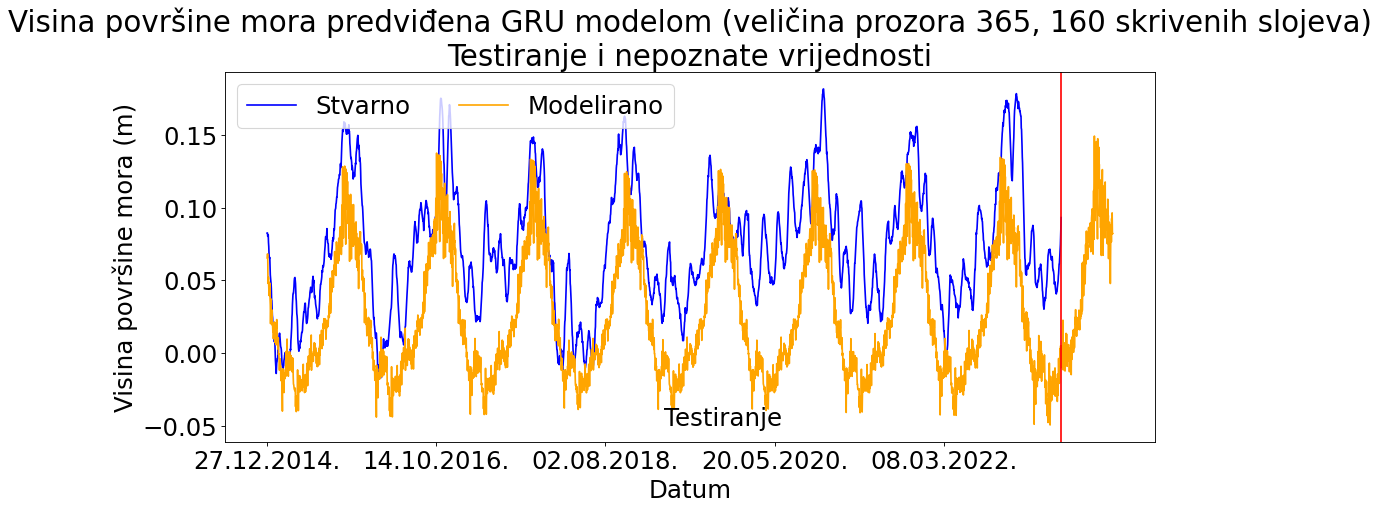 Visina površine mora predviđena GRU modelom (veličina prozora 365, 160 skrivenih slojeva)
Testiranje i nepoznate vrijednosti
Stvarno
Modelirano
Visina površine mora (m)
0.15
0.10
0.05
0.00
−0.05
Testiranje
27.12.2014.
14.10.2016.
02.08.2018.
20.05.2020.
08.03.2022.
Datum